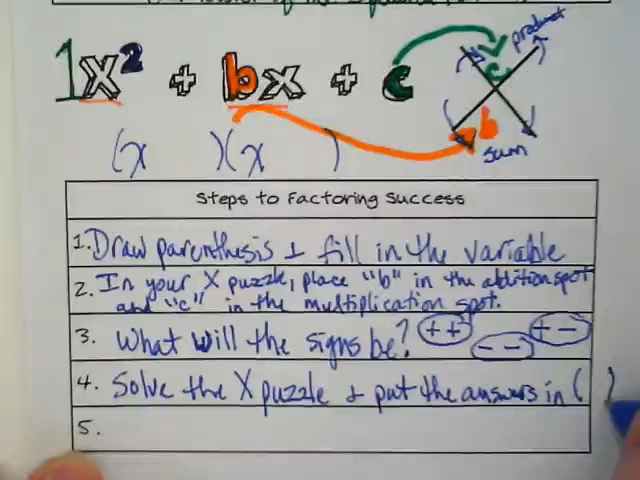 1x² + bx + c
c
product
b
sum
(x )(x )
Steps to Factoring Success
1. Draw parenthesis + fill in the variable
2. In your X puzzle, place "b" in the addition spot
and "c" in the multiplication spot.
3. What will the signs be? ++ -- +-
4. Solve the X puzzle + put the answers in ( )
5.